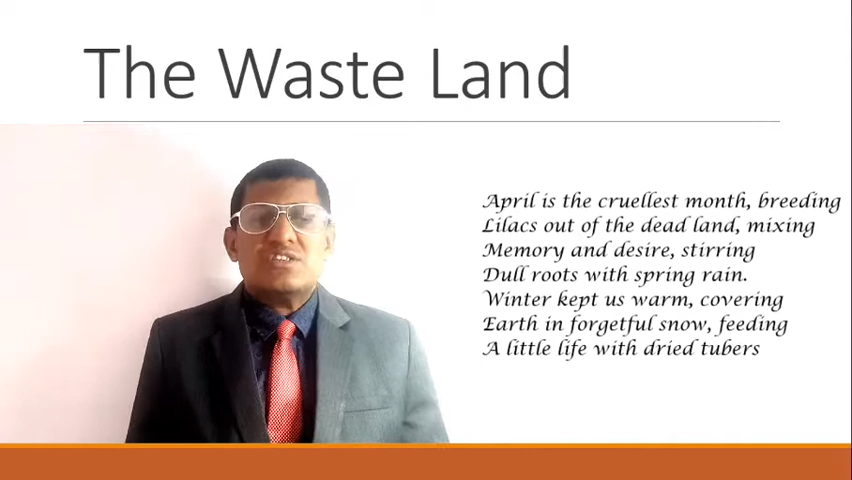 The Waste Land
April is the cruellest month, breeding
Lilacs out of the dead land, mixing
Memory and desire, stirring
Dull roots with spring rain.
Winter kept us warm, covering
Earth in forgetful snow, feeding
A little life with dried tubers